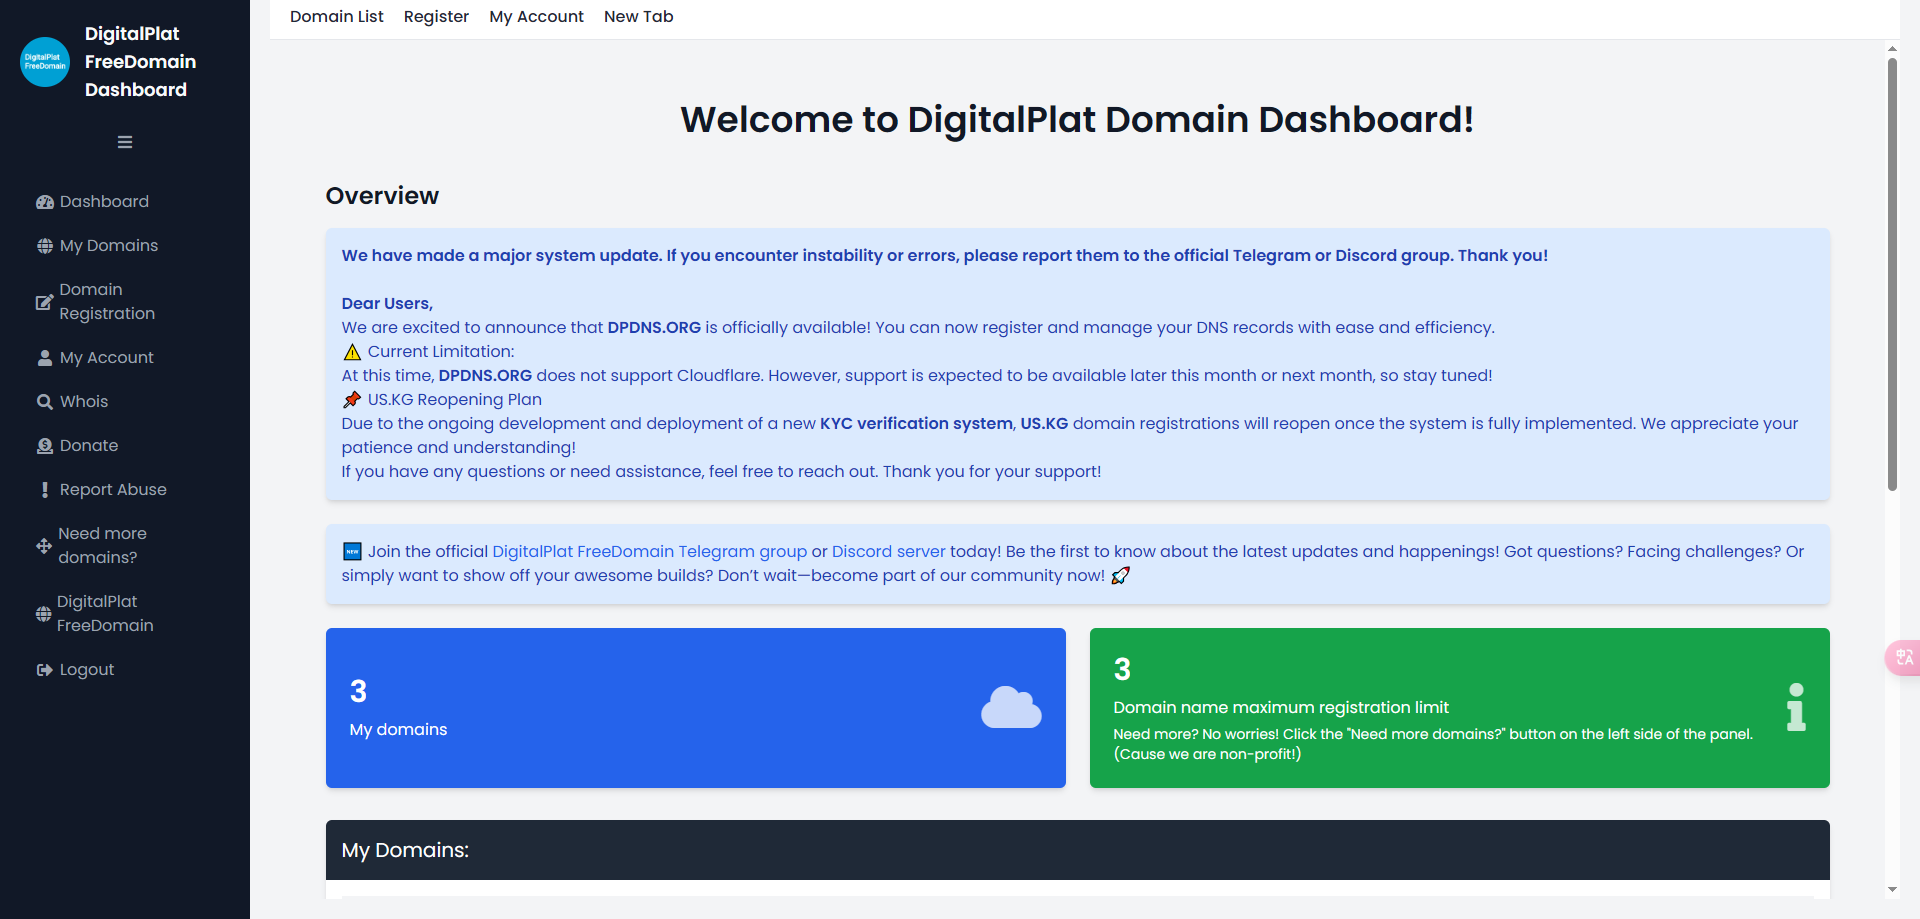 DigitalPlat
FreeDomain
DigitalPlat
FreeDomain
Dashboard
Dashboard
My Domains
Domain
Registration
My Account
Whois
Donate
Report Abuse
Need more
domains?
DigitalPlat
FreeDomain
Logout
Domain List Register My Account New Tab
Welcome to DigitalPlat Domain Dashboard!
Overview
We have made a major system update. If you encounter instability or errors, please report them to the official Telegram or Discord group. Thank you!
Dear Users,
We are excited to announce that DPDNS.ORG is officially available! You can now register and manage your DNS records with ease and efficiency.
⚠️ Current Limitation:
At this time, DPDNS.ORG does not support Cloudflare. However, support is expected to be available later this month or next month, so stay tuned!
📌 US.KG Reopening Plan
Due to the ongoing development and deployment of a new KYC verification system, US.KG domain registrations will reopen once the system is fully implemented. We appreciate your
patience and understanding!
If you have any questions or need assistance, feel free to reach out. Thank you for your support!
🆕 Join the official DigitalPlat FreeDomain Telegram group or Discord server today! Be the first to know about the latest updates and happenings! Got questions? Facing challenges? Or
simply want to show off your awesome builds? Don’t wait—become part of our community now! 🚀
3
My domains
3
Domain name maximum registration limit
Need more? No worries! Click the "Need more domains?" button on the left side of the panel.
(Cause we are non-profit!)
My Domains: